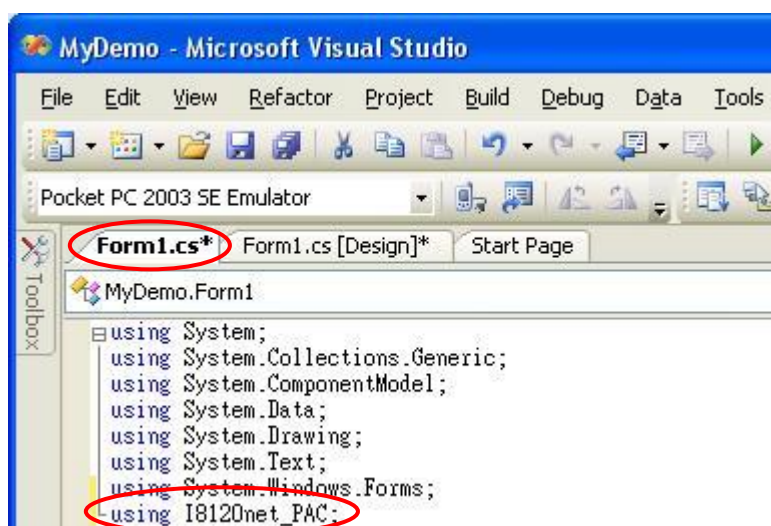 MyDemo - Microsoft Visual Studio
File Edit View Refactor Project Build Debug Data Tools
Pocket PC 2003 SE Emulator
Form1.cs* Form1.cs [Design]* Start Page
Toolbox
MyDemo.Form1
using System;
using System.Collections.Generic;
using System.ComponentModel;
using System.Data;
using System.Drawing;
using System.Text;
using System.Windows.Forms;
using I8120net_PAC;